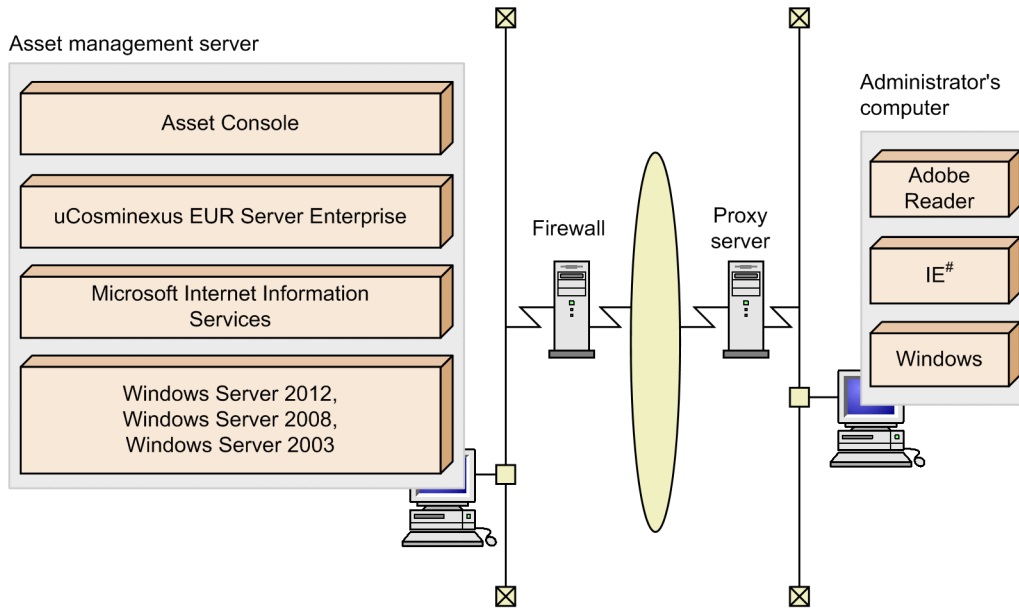 Asset management server
Asset Console
uCosminexus EUR Server Enterprise
Microsoft Internet Information
Services
Windows Server 2012,
Windows Server 2008,
Windows Server 2003
Firewall
Proxy
server
Administrator's
computer
Adobe
Reader
IE#
Windows